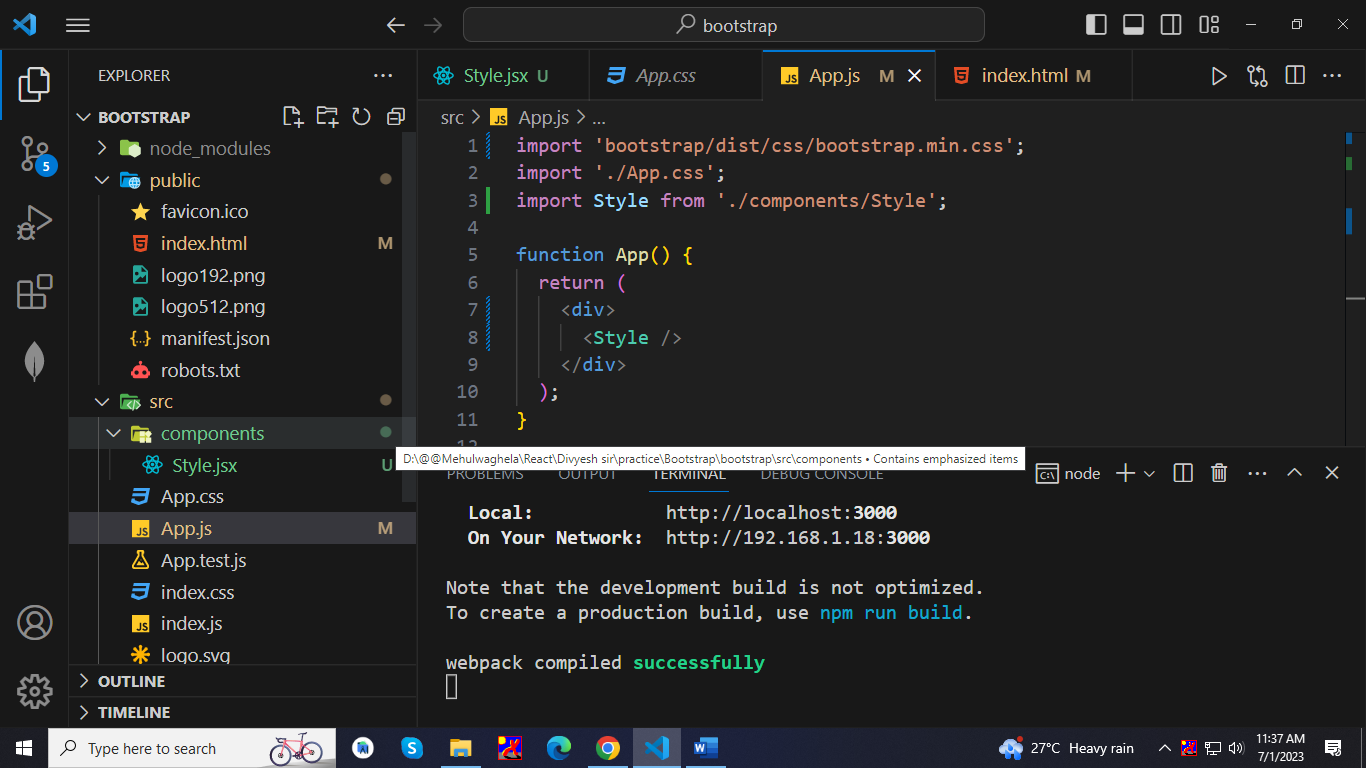 bootstrap
EXPLORER
BOOTSTRAP
node_modules
public
favicon.ico
index.html M
logo192.png
logo512.png
manifest.json
robots.txt
src
components
Style.jsx U
App.css
App.js M
App.test.js
index.css
index.js
logo.svg
OUTLINE
TIMELINE
5
Style.jsx U App.css App.js M index.html M
src > App.js > ...
1 import 'bootstrap/dist/css/bootstrap.min.css';
2 import './App.css';
3 import Style from './components/Style';
4
5 function App() {
6 return (
7 <div>
8 <Style />
9 </div>
10 );
11 }
12
D:\@@Mehulwaghela\React\Divyesh sir\practice\Bootstrap\bootstrap\src\components • Contains emphasized items
PROBLEMS OUTPUT TERMINAL DEBUG CONSOLE node
Local: http://localhost:3000
On Your Network: http://192.168.1.18:3000
Note that the development build is not optimized.
To create a production build, use npm run build.
webpack compiled successfully
Type here to search
27°C Heavy rain
11:37 AM
7/1/2023